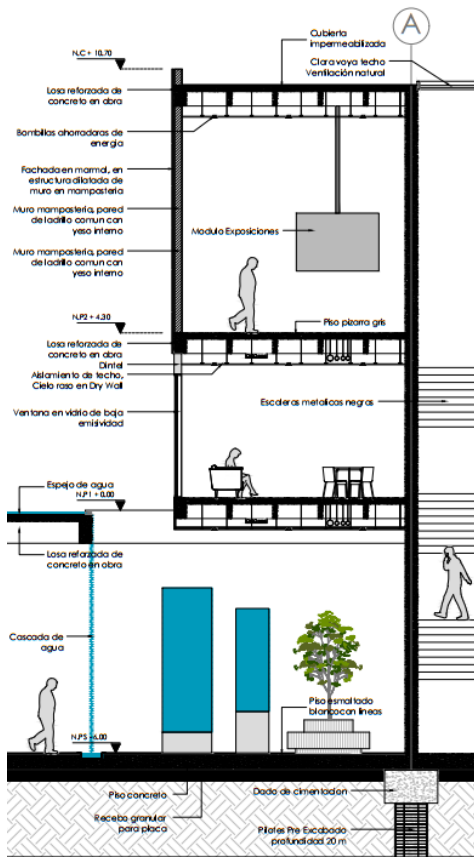 A
N.C + 10.70
Cubierta
impermeabilizada
Clara voya techo
Ventilación natural
Losa reforzada de
concreto en obra
Bombillas ahorradoras de
energia
Fachada en marmol, en
estructura dilatada de
muro en mamposteria
Muro mamposteria, pared
de ladrillo comun con
yeso interno
Modulo Exposiciones
Muro mamposteria, pared
de ladrillo comun con
yeso interno
N.P2 + 4.30
Piso pizarra gris
Losa reforzada de
concreto en obra
Dintel
Aislamiento de techo,
Cielo raso en Dry Wall
Escaleras metalicas negras
Ventana en vidrio de baja
emisividad
Espejo de agua
N.P1 + 0.00
Losa reforzada de
concreto en obra
Cascada de
agua
Piso esmaltado
blanco con lineas
N.PS -6.00
Piso concreto
Dado de cimentacion
Recebo granular
para placa
Pilotes Pre Excabado
profundidad 20 m